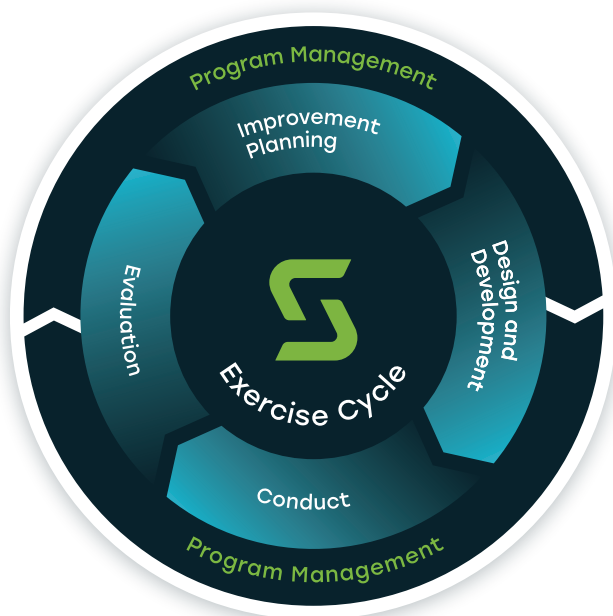 Program Management
Improvement
Planning
Design and
Development
Evaluation
Exercise Cycle
Conduct
Program Management